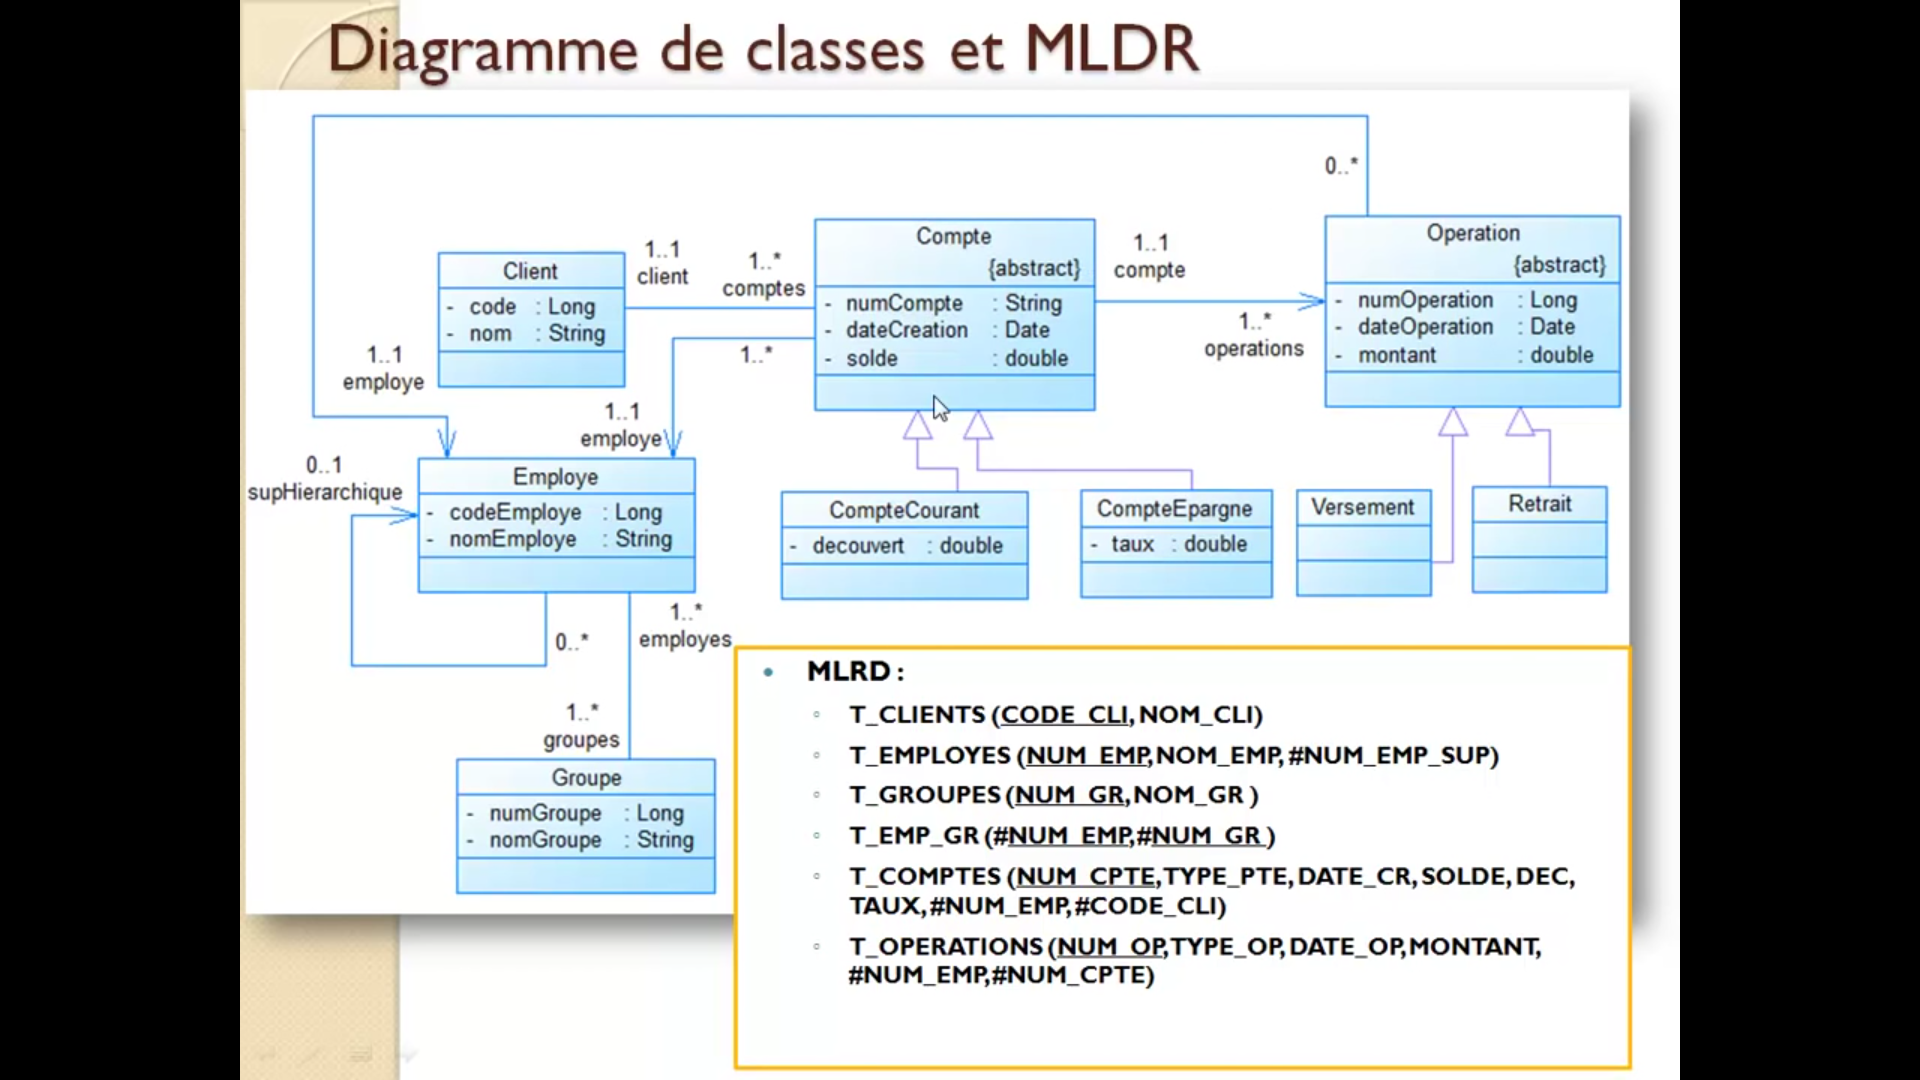 Diagramme de classes et MLDR
0..*
Client
- code : Long
- nom : String
1..1
client
1..*
comptes
Compte
{abstract}
- numCompte : String
- dateCreation : Date
- solde : double
1..1
compte
1..*
operations
Operation
{abstract}
- numOperation : Long
- dateOperation : Date
- montant : double
1..1
employe
1..*
1..1
employe
0..1
supHierarchique
Employe
- codeEmploye : Long
- nomEmploye : String
CompteCourant
- decouvert : double
CompteEpargne
- taux : double
Versement
Retrait
0..*
1..*
employes
1..*
groupes
Groupe
- numGroupe : Long
- nomGroupe : String
• MLRD :
◦ T_CLIENTS (CODE_CLI, NOM_CLI)
◦ T_EMPLOYES (NUM_EMP, NOM_EMP, #NUM_EMP_SUP)
◦ T_GROUPES (NUM_GR, NOM_GR )
◦ T_EMP_GR (#NUM_EMP,#NUM_GR )
◦ T_COMPTES (NUM_CPTE, TYPE_PTE, DATE_CR, SOLDE, DEC,
TAUX, #NUM_EMP,#CODE_CLI)
◦ T_OPERATIONS (NUM_OP, TYPE_OP, DATE_OP, MONTANT,
#NUM_EMP,#NUM_CPTE)